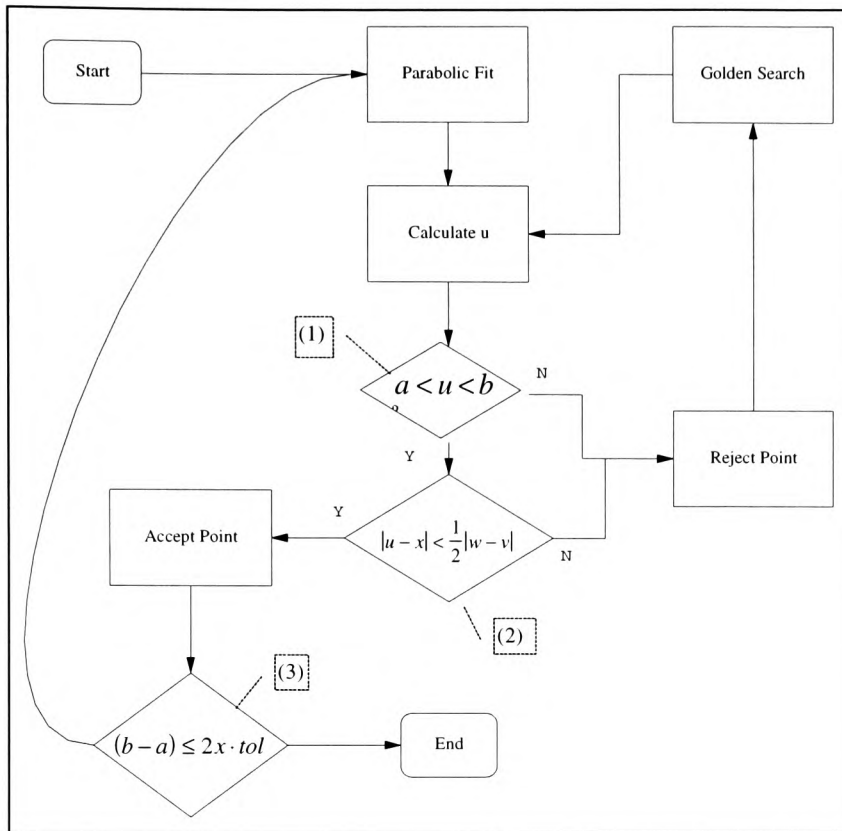 Start
Parabolic Fit
Golden Search
Calculate u
(1)
a < u < b
?
N
Y
Reject Point
Accept Point
Y
|u − x| < 1/2 |w − v|
N
(2)
(3)
(b − a) ≤ 2x · tol
End